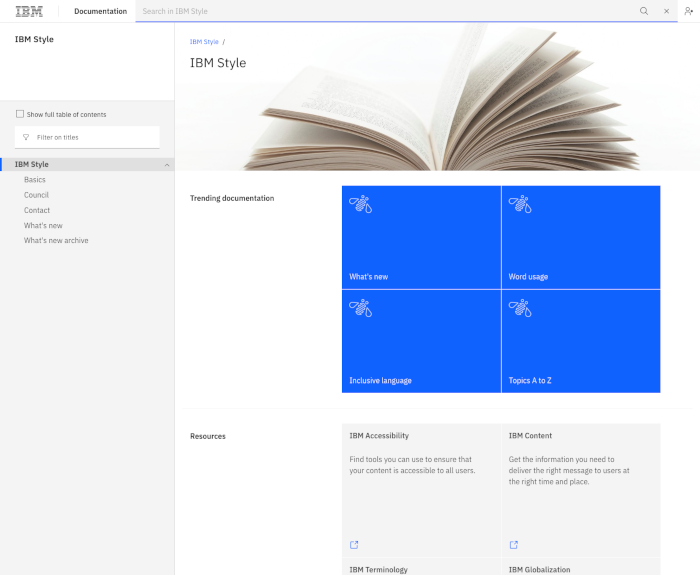 IBM
Documentation
Search in IBM Style
IBM Style
Show full table of contents
Filter on titles
IBM Style
Basics
Council
Contact
What's new
What's new archive
IBM Style /
IBM Style
Trending documentation
What's new
Word usage
Inclusive language
Topics A to Z
Resources
IBM Accessibility
Find tools you can use to ensure that
your content is accessible to all users.
IBM Content
Get the information you need to
deliver the right message to users at
the right time and place.
IBM Terminology
IBM Globalization